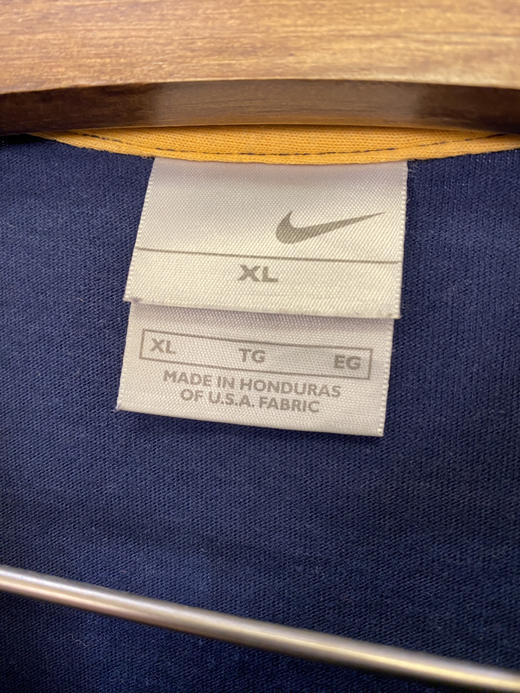 XL
XL TG EG
MADE IN HONDURAS
OF U.S.A. FABRIC